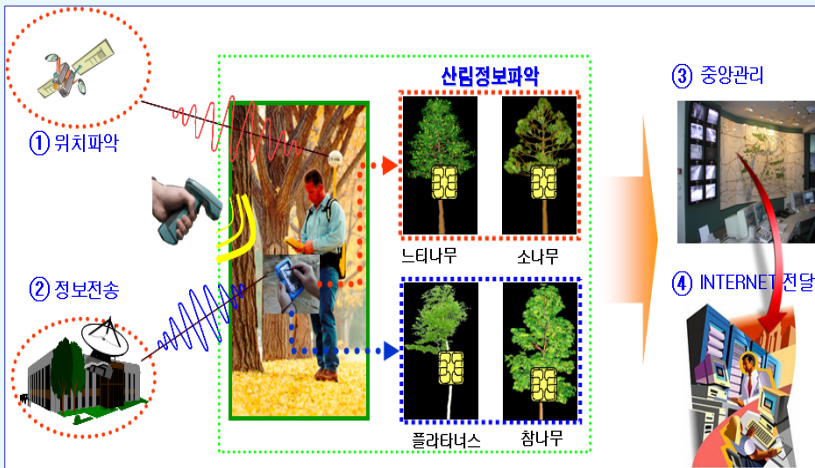 산림정보파악
① 위치파악
② 정보전송
느티나무
소나무
플라타너스
참나무
③ 중앙관리
④ INTERNET 전달